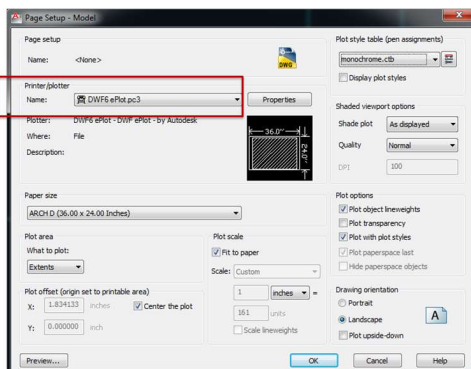 Page Setup - Model
Page setup
Name: <None>
DWG
Printer/plotter
Name: DWF6 ePlot.pc3
Properties
Plotter: DWF6 ePlot - DWF ePlot - by Autodesk
Where: File
Description:
36.0''
24.0''
Paper size
ARCH D (36.00 x 24.00 Inches)
Plot area
What to plot:
Extents
Plot offset (origin set to printable area)
X: 1.834133 inches
Center the plot
Y: 0.000000 inch
Plot scale
Fit to paper
Scale: Custom
1 inches =
161 units
Scale lineweights
Plot style table (pen assignments)
monochrome.ctb
Display plot styles
Shaded viewport options
Shade plot As displayed
Quality Normal
DPI 100
Plot options
Plot object lineweights
Plot transparency
Plot with plot styles
Plot paperspace last
Hide paperspace objects
Drawing orientation
Portrait
Landscape
A
Plot upside-down
Preview...
OK
Cancel
Help